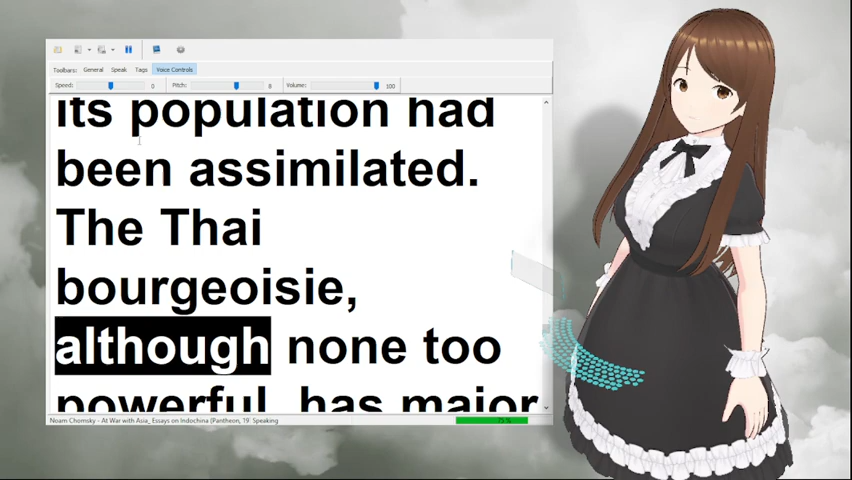 Toolbars: General Speak Tags Voice Controls
Speed: 0 Pitch: 8 Volume: 100
its population had
been assimilated.
The Thai
bourgeoisie,
although none too
powerful, has major
Noam Chomsky - At War with Asia_ Essays on Indochina (Pantheon, 19 Speaking
75 %